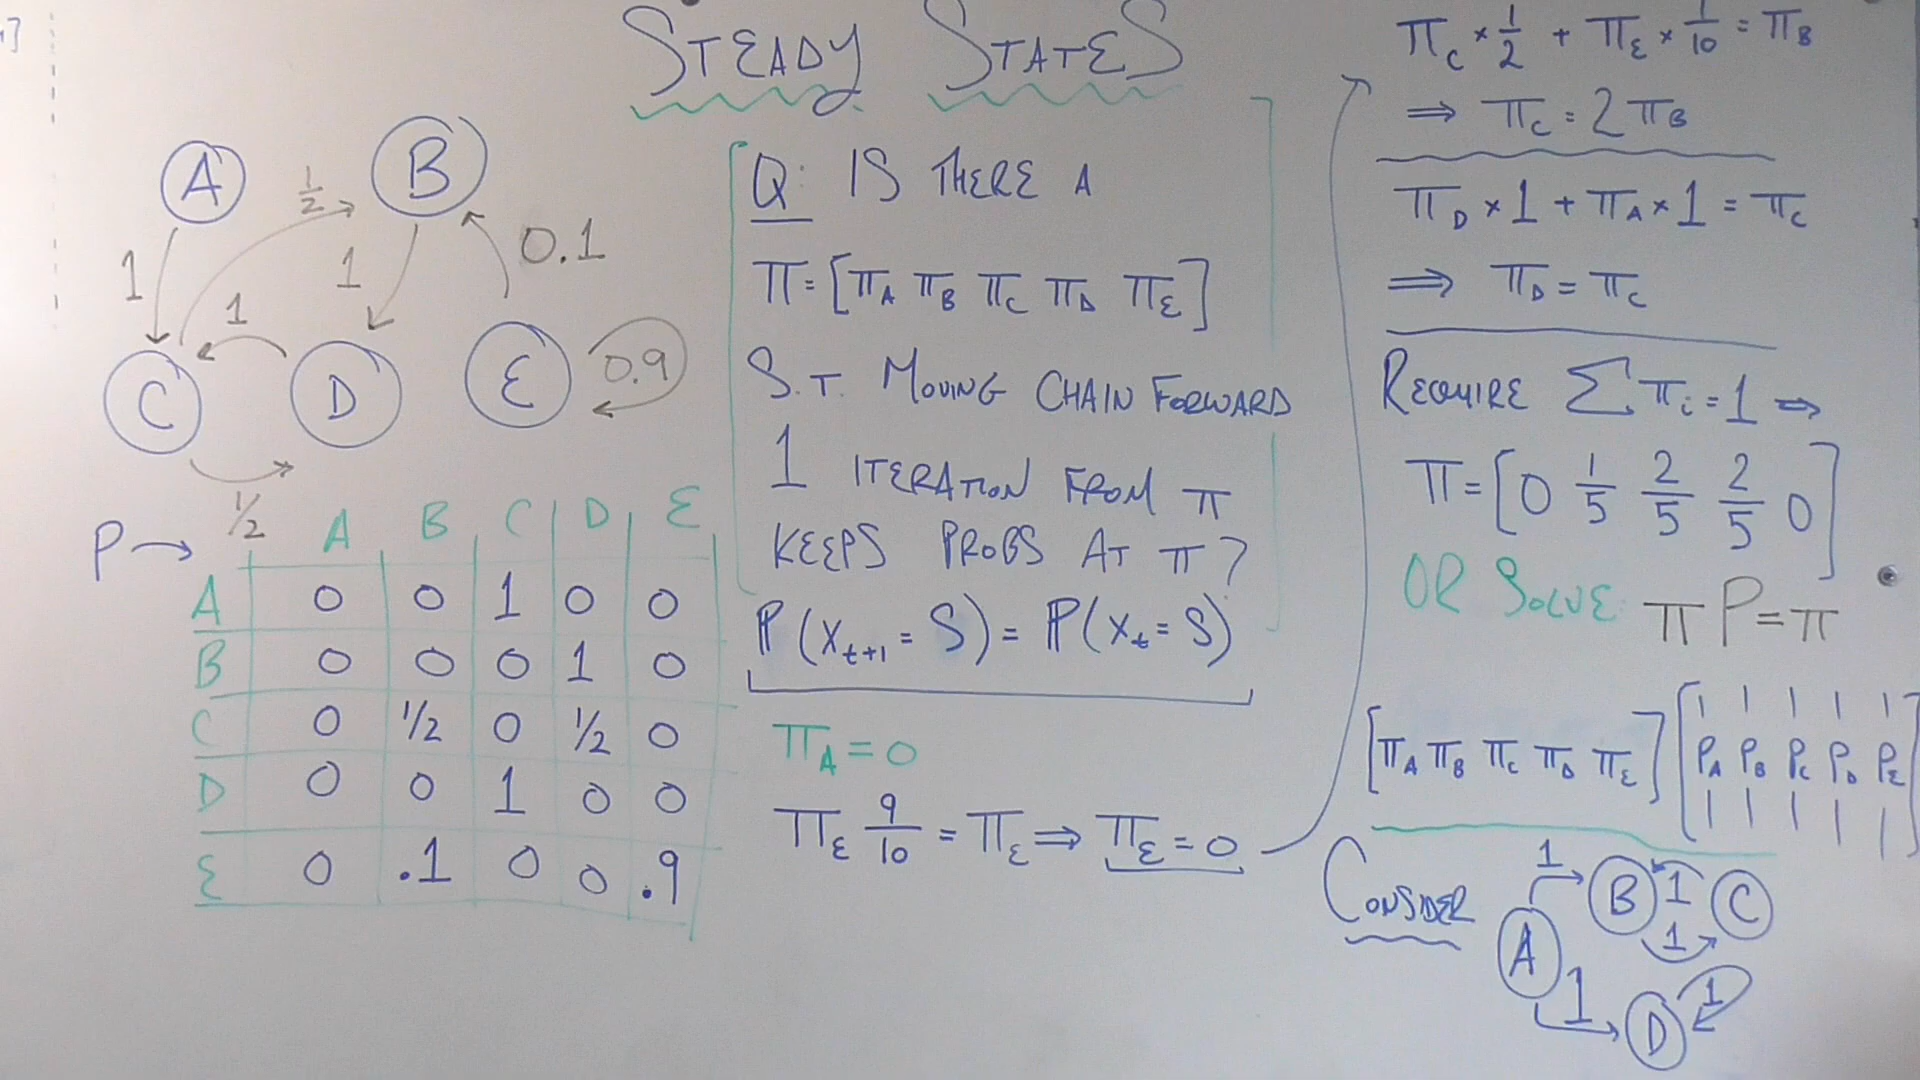 STEADY STATES
A
B
C
D
E
1
1/2
1
1
0.1
0.9
1/2
P → A B C D E
A 0 0 1 0 0
B 0 0 0 1 0
C 0 1/2 0 1/2 0
D 0 0 1 0 0
E 0 .1 0 0 .9
Q: IS THERE A
π = [π_A π_B π_C π_D π_E]
S.T. MOVING CHAIN FORWARD
1 ITERATION FROM π
KEEPS PROBS AT π?
P(X_{t+1} = S) = P(X_t = S)
π_A = 0
π_E 9/10 = π_E ⇒ π_E = 0
π_C × 1/2 + π_E × 1/10 = π_B
⇒ π_C = 2π_B
π_D × 1 + π_A × 1 = π_C
⇒ π_D = π_C
REQUIRE Σπ_i = 1 ⇒
π = [0 1/5 2/5 2/5 0]
OR SOLVE πP = π
[π_A π_B π_C π_D π_E] [P_A P_B P_C P_D P_E]
CONSIDER
A
B
C
D
1
1
1
1
1